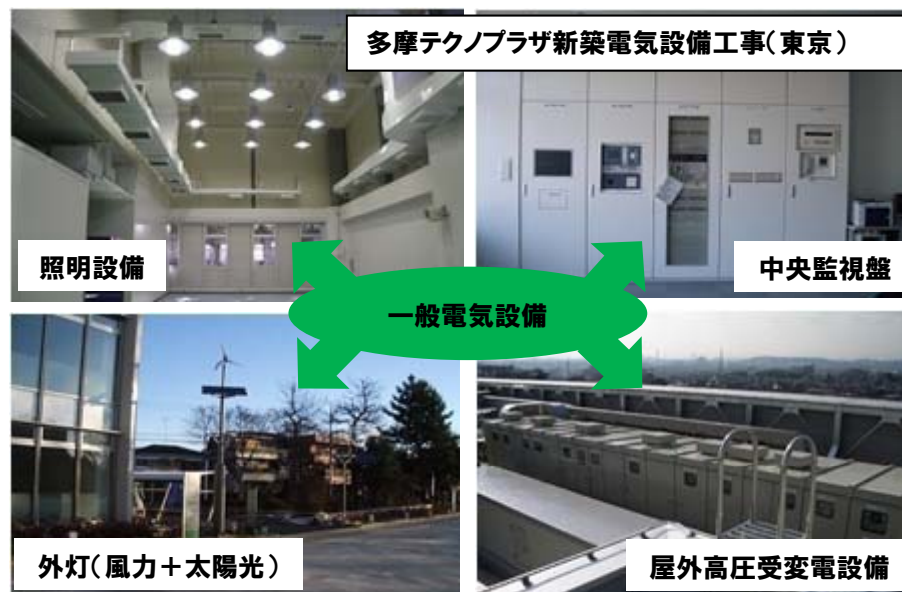 多摩テクノプラザ新築電気設備工事(東京)
照明設備
中央監視盤
一般電気設備
外灯(風力+太陽光)
屋外高圧受変電設備